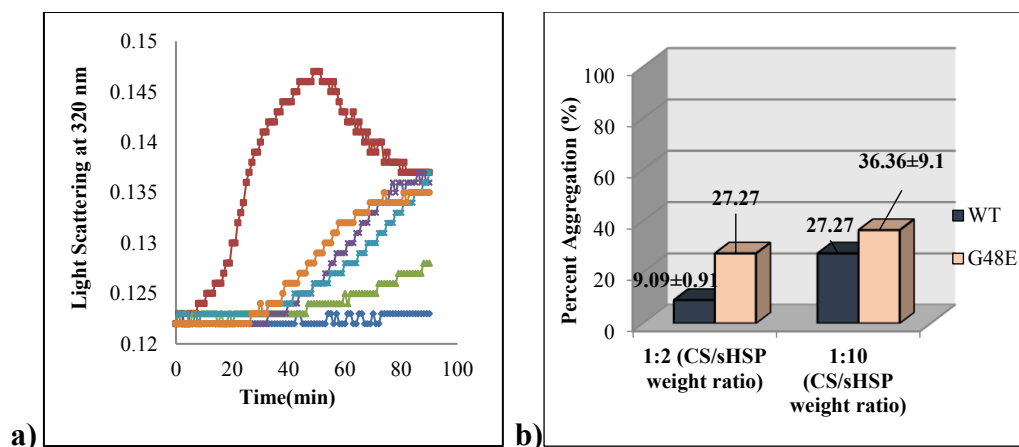 0.15
0.145
0.14
0.135
0.13
0.125
0.12
0 20 40 60 80 100
Light Scattering at 320 nm
Time(min)
a)
100
80
60
40
20
0
Percent Aggregation (%)
9.09±0.91
27.27
27.27
36.36±9.1
WT
G48E
1:2 (CS/sHSP
weight ratio)
1:10
(CS/sHSP
weight ratio)
b)